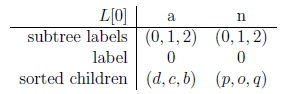 L[0] a n
subtree labels (0, 1, 2) (0, 1, 2)
label 0 0
sorted children (d, c, b) (p, o, q)